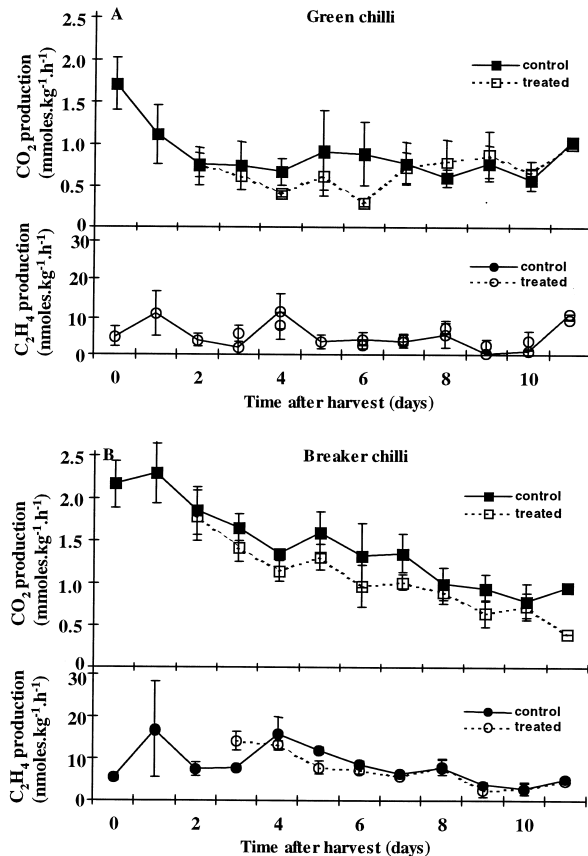 A
Green chilli
2.5
2.0
1.5
1.0
0.5
0
CO2 production
(mmoles.kg-1.h-1)
control
treated
30
20
10
0
C2H4 production
(nmoles.kg-1.h-1)
control
treated
0 2 4 6 8 10
Time after harvest (days)
B
Breaker chilli
2.5
2.0
1.5
1.0
0.5
0
CO2 production
(mmoles.kg-1.h-1)
control
treated
30
20
10
0
C2H4 production
(nmoles.kg-1.h-1)
control
treated
0 2 4 6 8 10
Time after harvest (days)